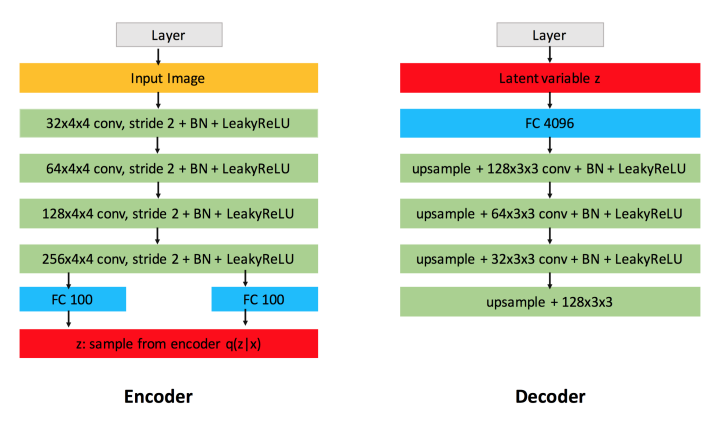 Layer
Input Image
32x4x4 conv, stride 2 + BN + LeakyReLU
64x4x4 conv, stride 2 + BN + LeakyReLU
128x4x4 conv, stride 2 + BN + LeakyReLU
256x4x4 conv, stride 2 + BN + LeakyReLU
FC 100
FC 100
z: sample from encoder q(z|x)
Encoder
Layer
Latent variable z
FC 4096
upsample + 128x3x3 conv + BN + LeakyReLU
upsample + 64x3x3 conv + BN + LeakyReLU
upsample + 32x3x3 conv + BN + LeakyReLU
upsample + 128x3x3
Decoder